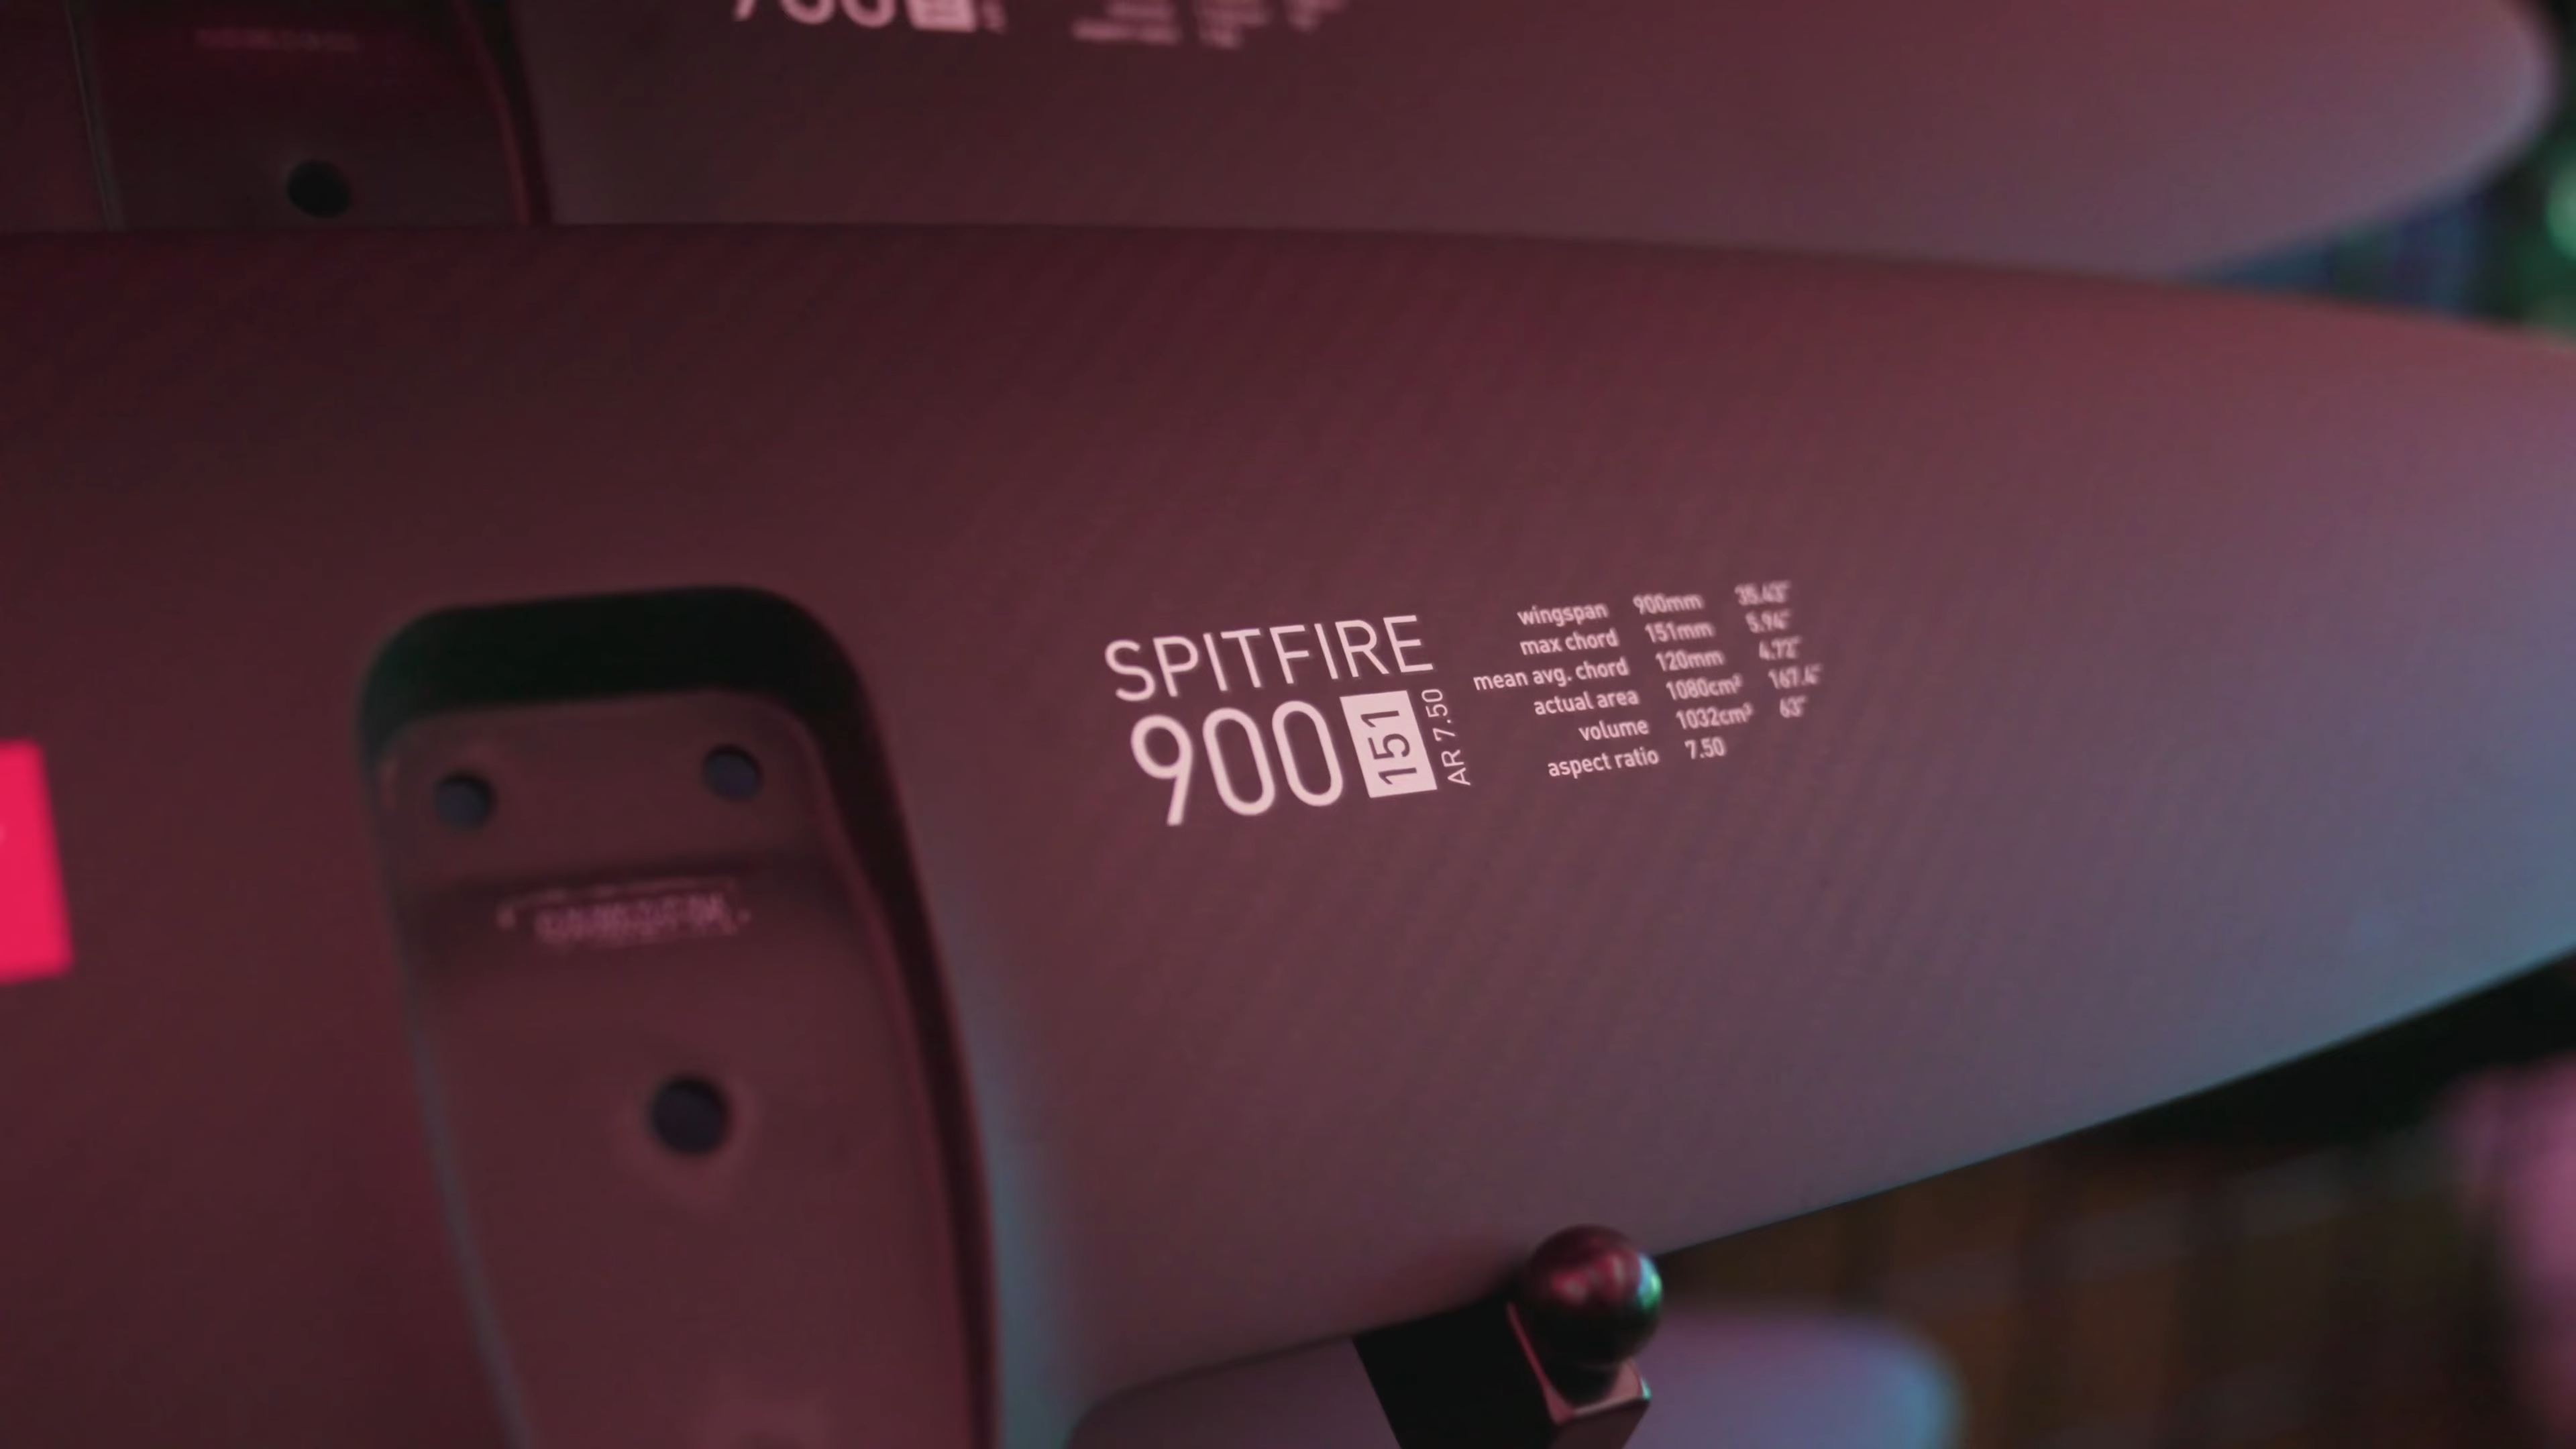 SPITFIRE
900 151 AR 7.50
wingspan 900mm 35.43"
max chord 151mm 5.94"
mean avg. chord 120mm 4.72"
actual area 1080cm² 167.4"
volume 1032cm³ 63"
aspect ratio 7.50